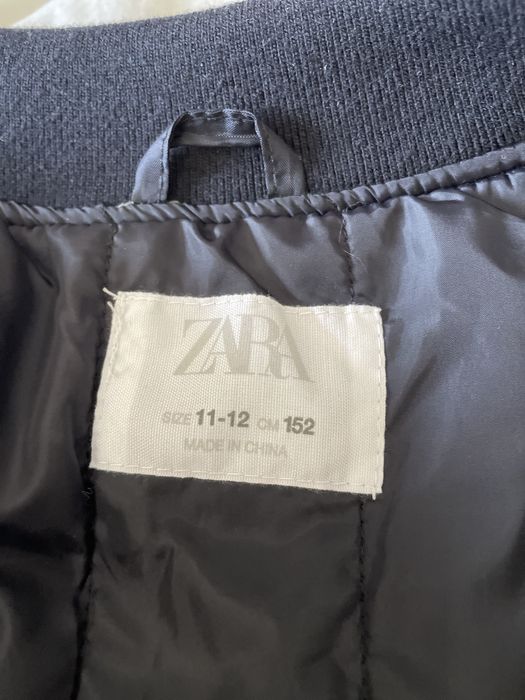 ZARA
SIZE 11-12 CM 152
MADE IN CHINA